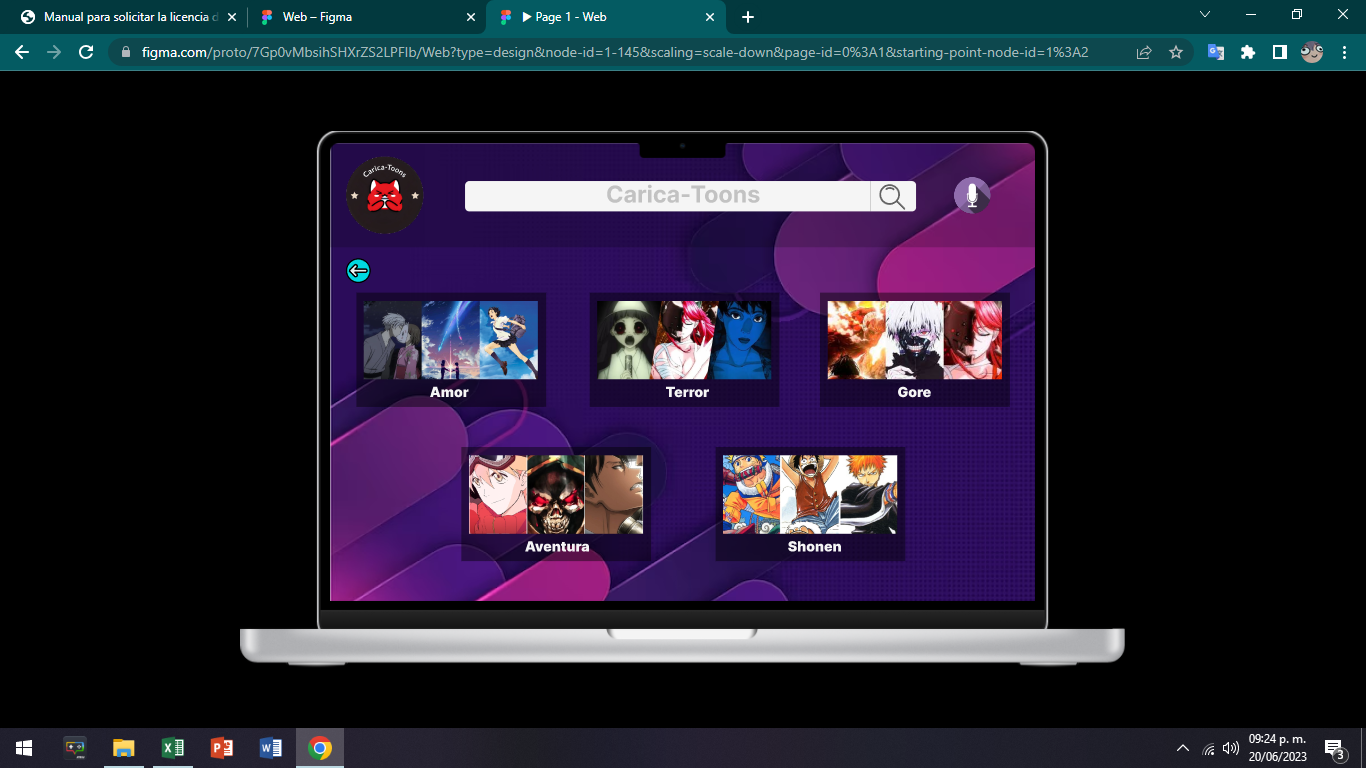 Manual para solicitar la licencia d
Web – Figma
▶ Page 1 - Web
figma.com/proto/7Gp0vMbsihSHXrZS2LPFIb/Web?type=design&node-id=1-145&scaling=scale-down&page-id=0%3A1&starting-point-node-id=1%3A2
Carica-Toons
Carica-Toons
Amor
Terror
Gore
Aventura
Shonen
09:24 p. m.
20/06/2023
3